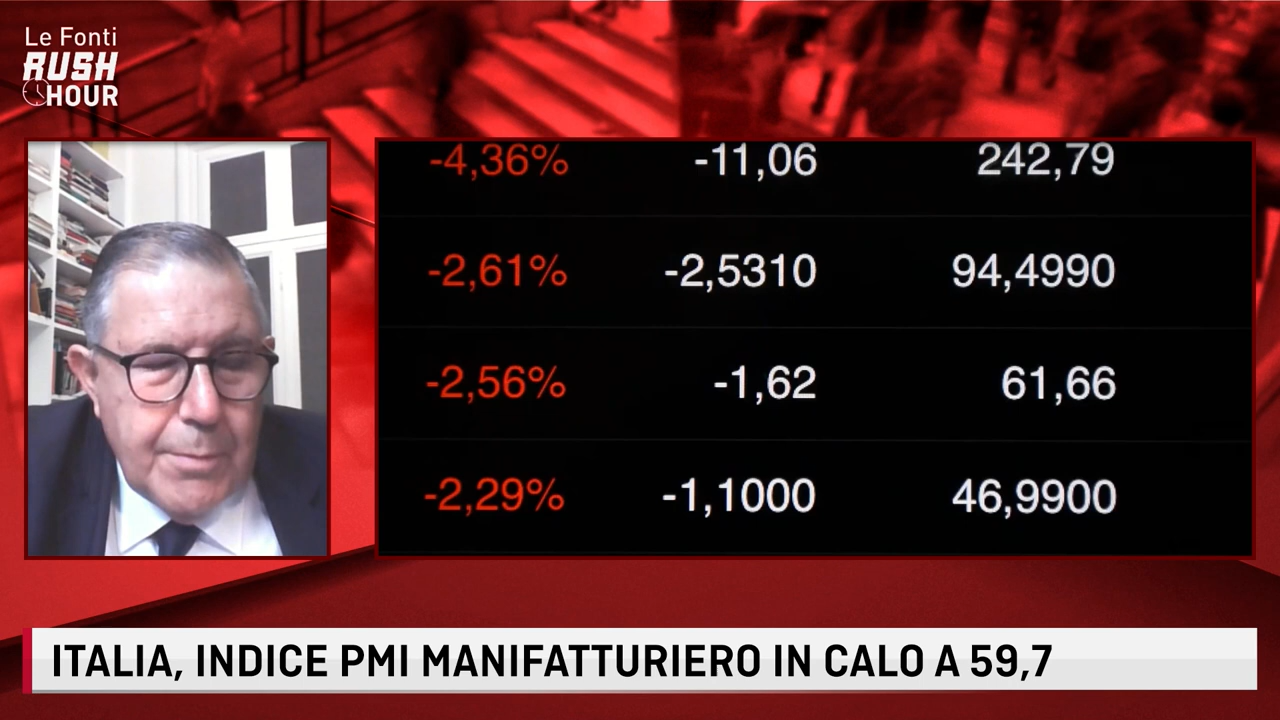 Le Fonti
RUSH
HOUR
-4,36% -11,06 242,79
-2,61% -2,5310 94,4990
-2,56% -1,62 61,66
-2,29% -1,1000 46,9900
ITALIA, INDICE PMI MANIFATTURIERO IN CALO A 59,7